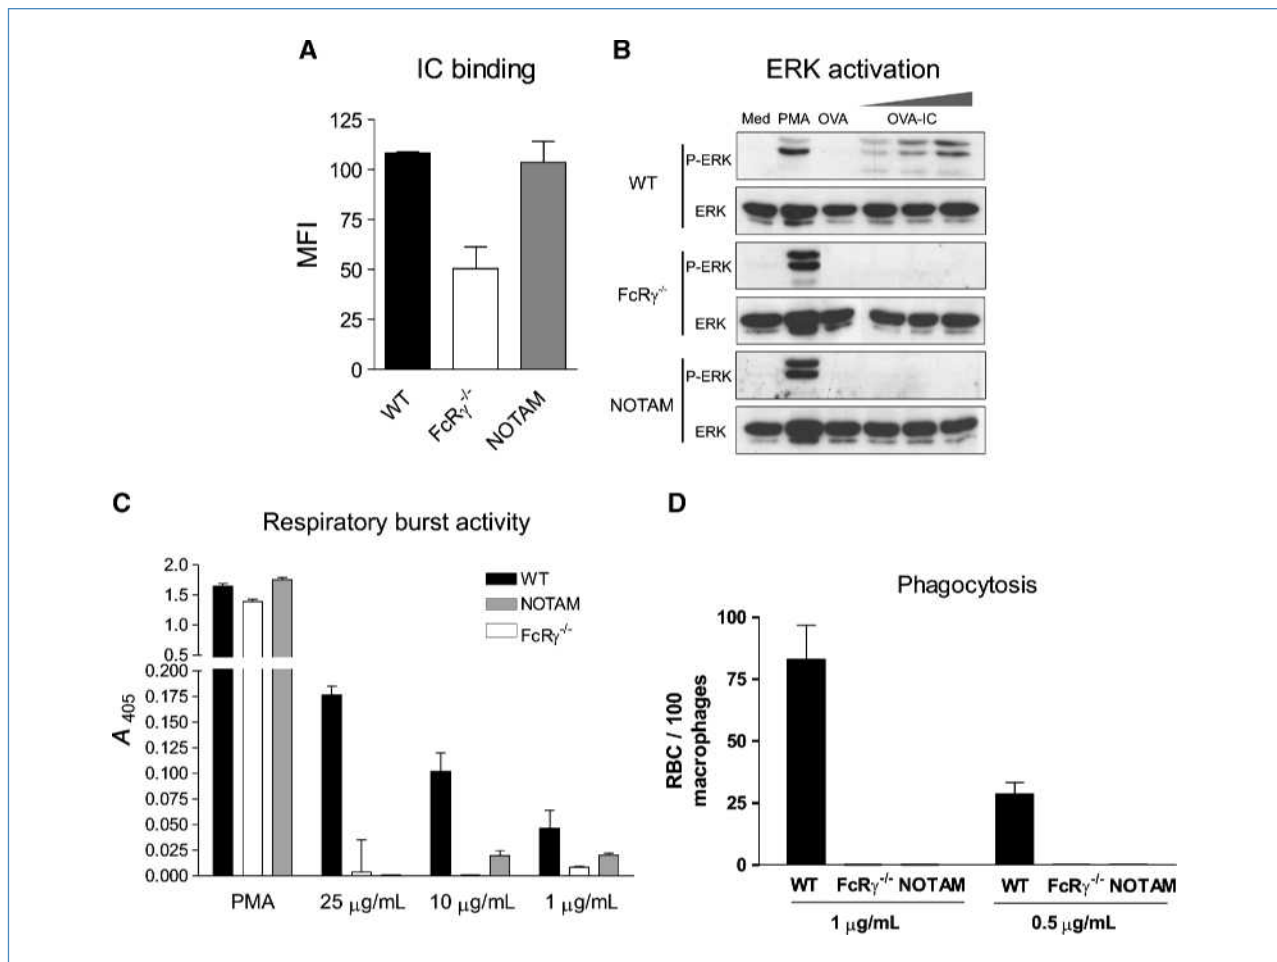 A
IC binding
MFI
125
100
75
50
25
0
WT
FcRγ-/-
NOTAM
B
ERK activation
Med PMA OVA OVA-IC
WT
P-ERK
ERK
FcRγ-/-
P-ERK
ERK
NOTAM
P-ERK
ERK
C
Respiratory burst activity
A 405
2.0
1.5
1.0
0.5
0.200
0.175
0.150
0.125
0.100
0.075
0.050
0.025
0.000
WT
NOTAM
FcRγ-/-
PMA 25 μg/mL 10 μg/mL 1 μg/mL
D
Phagocytosis
RBC / 100
macrophages
100
75
50
25
0
WT FcRγ-/- NOTAM WT FcRγ-/- NOTAM
1 μg/mL 0.5 μg/mL